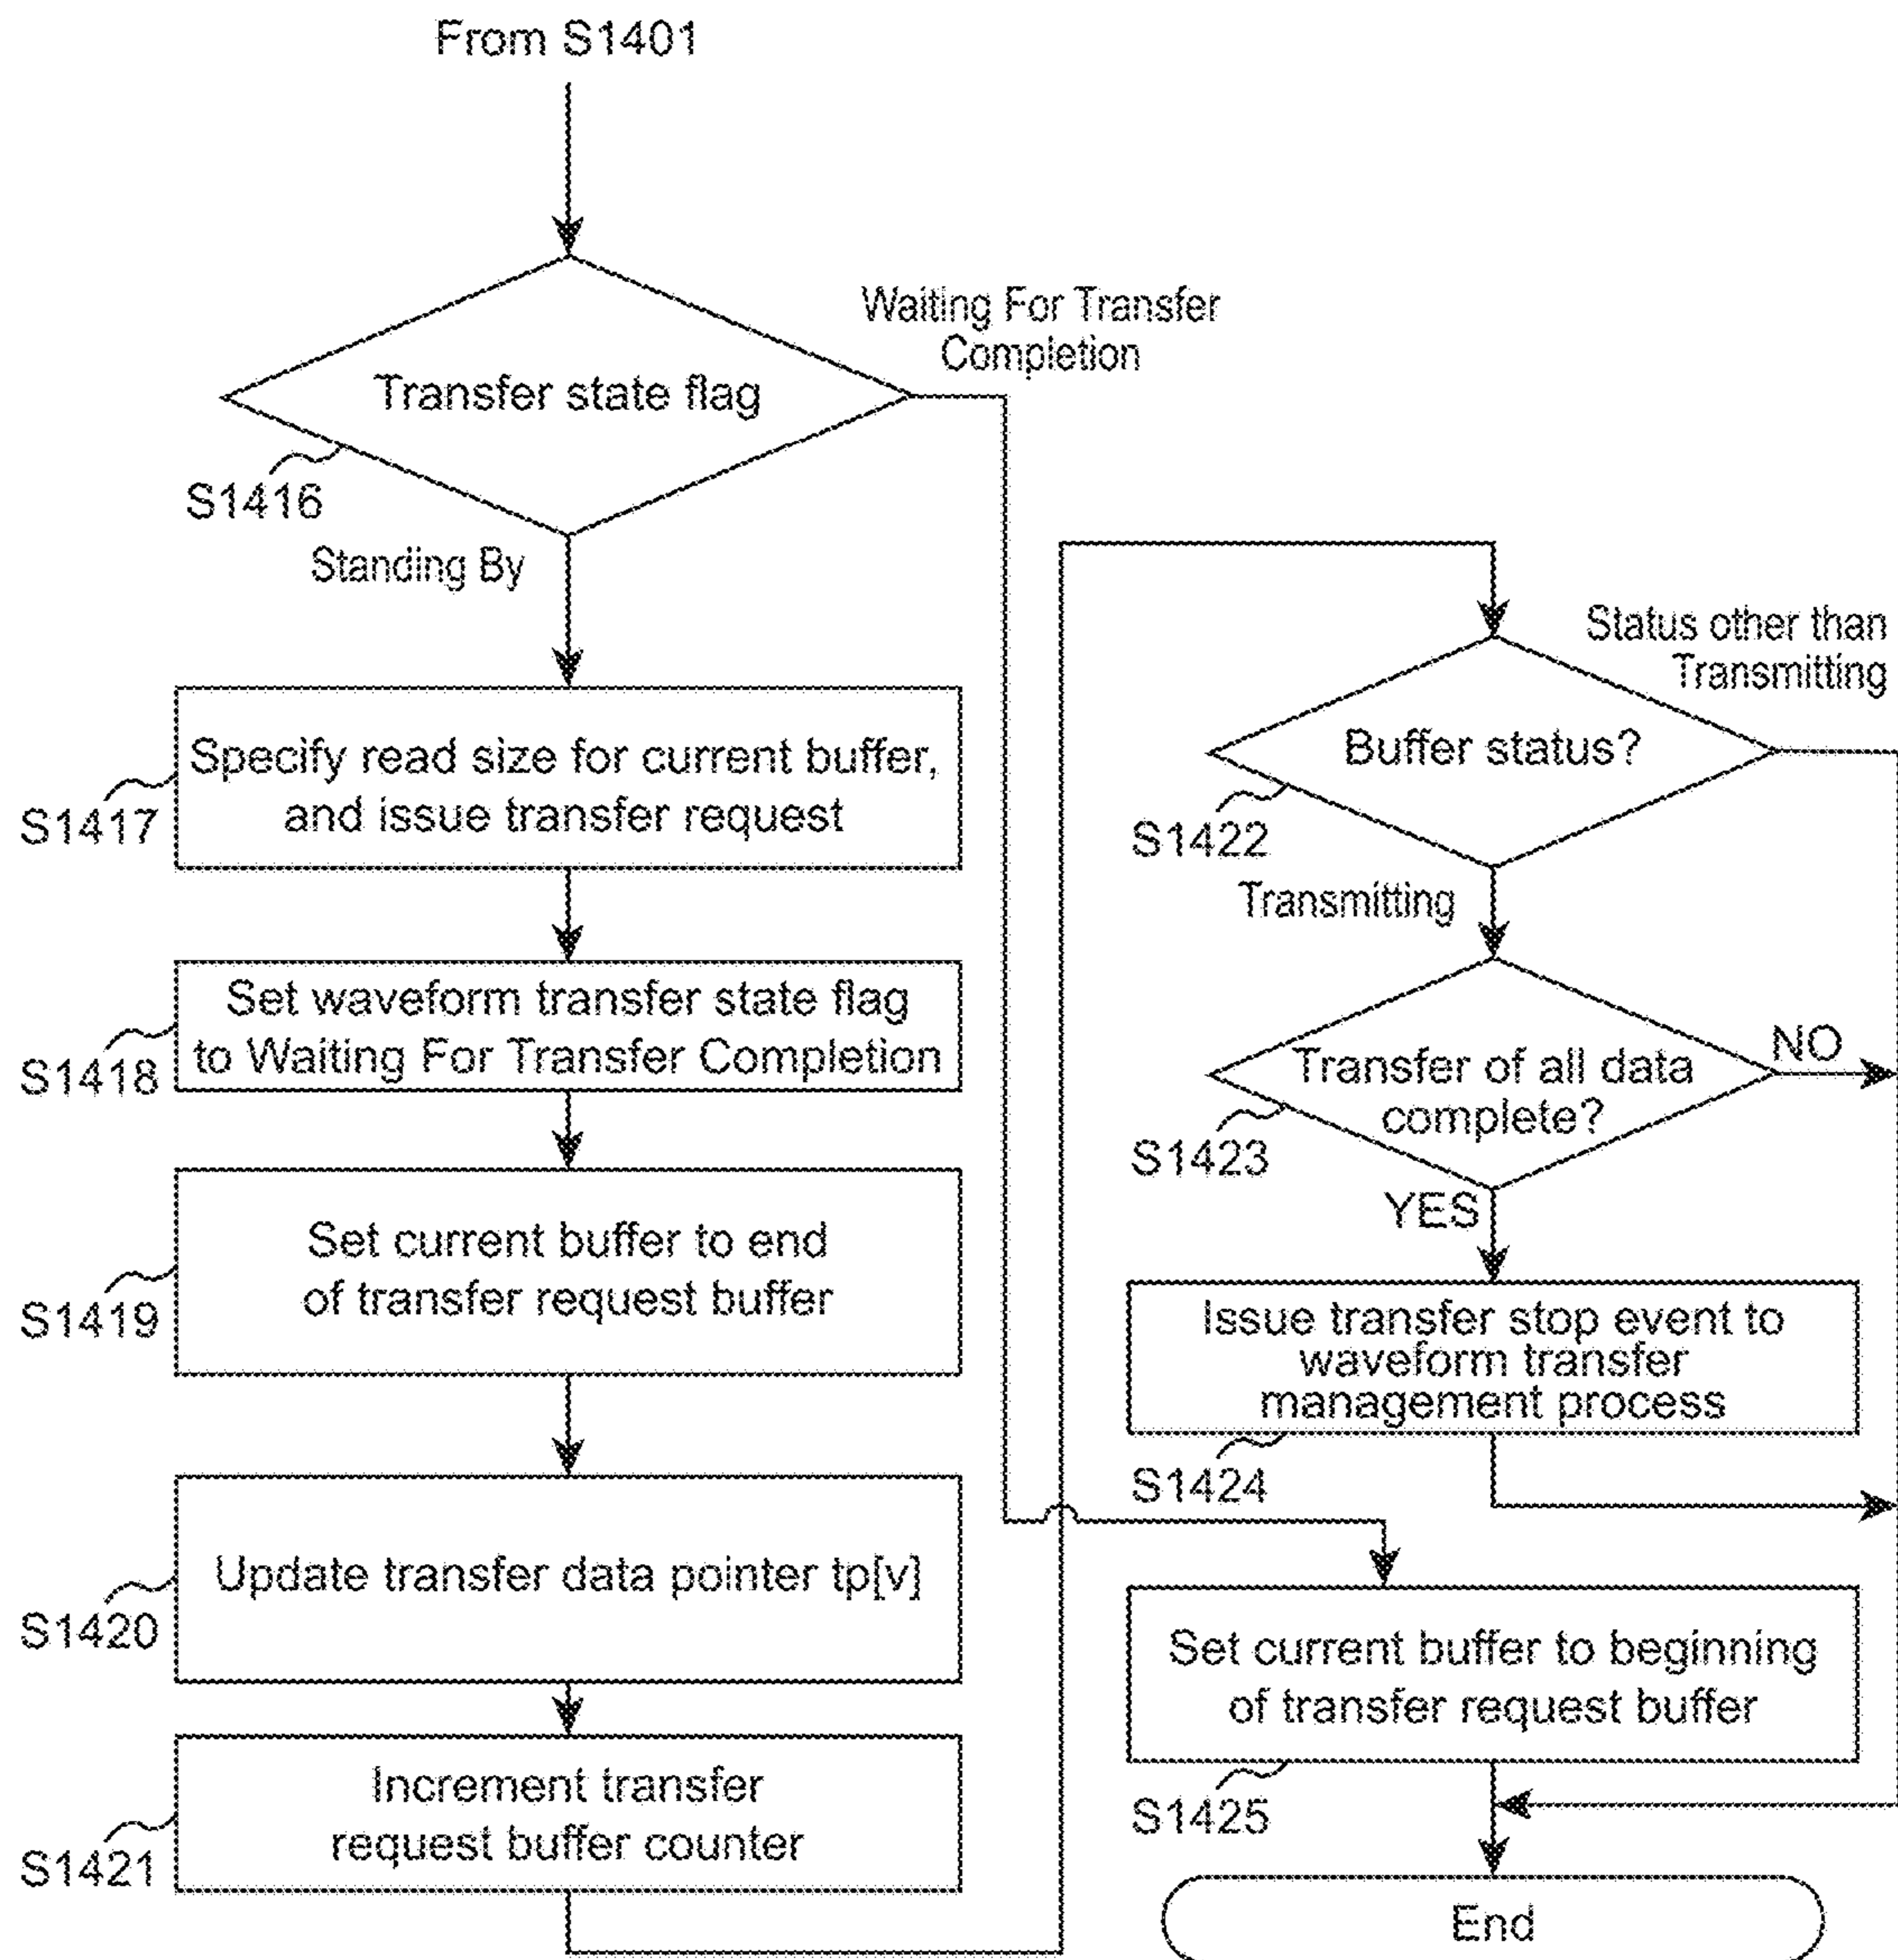 From S1401
Transfer state flag
Waiting For Transfer
Completion
S1416
Standing By
Specify read size for current buffer,
and issue transfer request
S1417
Set waveform transfer state flag
to Waiting For Transfer Completion
S1418
Set current buffer to end
of transfer request buffer
S1419
Update transfer data pointer tp[v]
S1420
Increment transfer
request buffer counter
S1421
Status other than
Transmitting
Buffer status?
S1422
Transmitting
Transfer of all data
complete?
NO
S1423
YES
Issue transfer stop event to
waveform transfer
management process
S1424
Set current buffer to beginning
of transfer request buffer
S1425
End